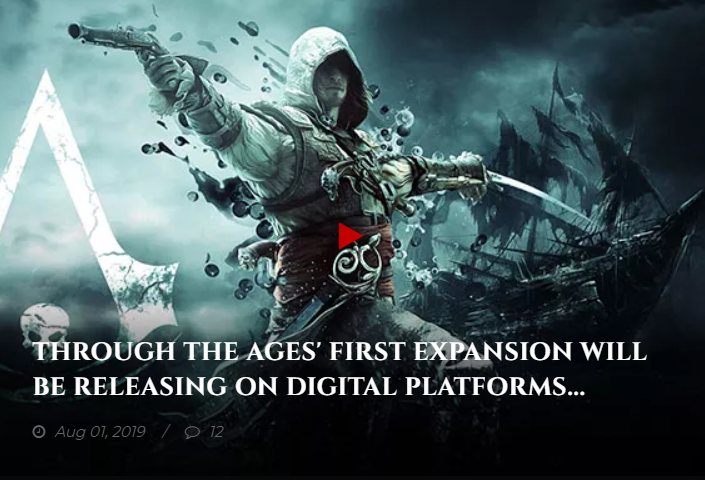 THROUGH THE AGES' FIRST EXPANSION WILL
BE RELEASING ON DIGITAL PLATFORMS...
Aug 01, 2019 / 12